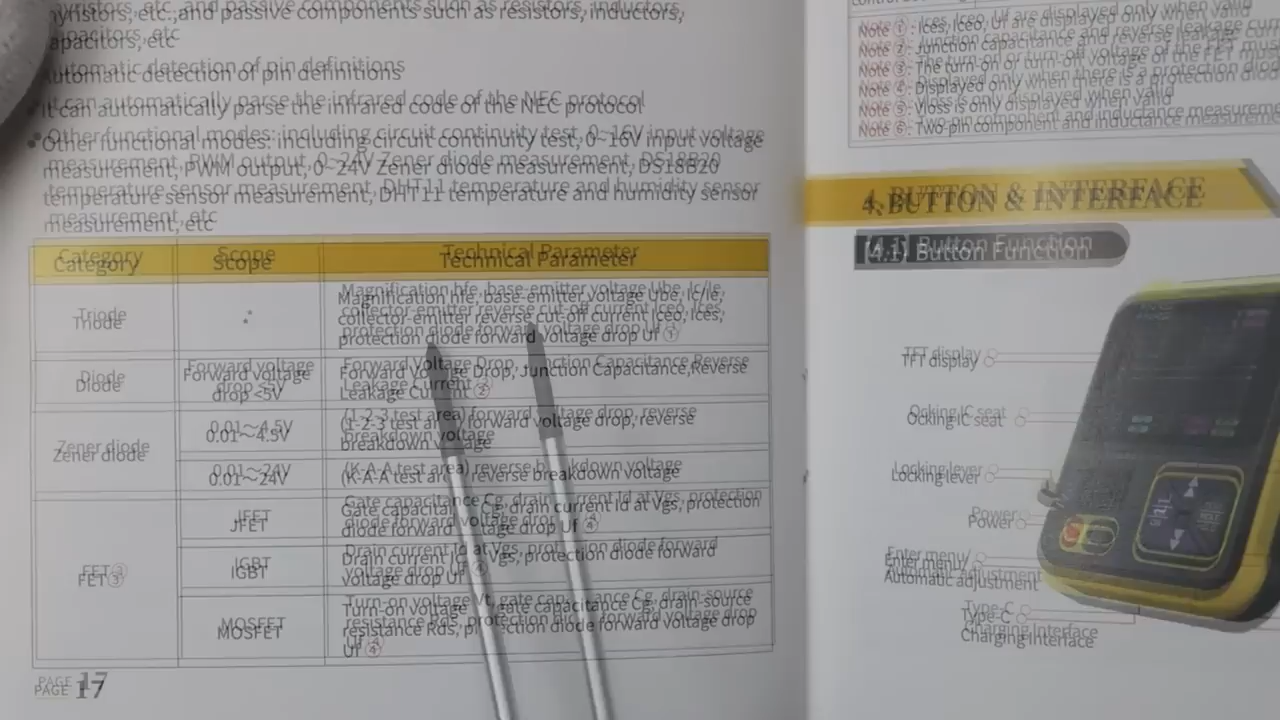 hyristors, etc.,and passive components such as resistors, inductors,
capacitors, etc
Automatic detection of pin definitions
It can automatically parse the infrared code of the NEC protocol
Other functional modes: including circuit continuity test, 0~16V input voltage
measurement, PWM output, 0~24V Zener diode measurement, DS18B20
temperature sensor measurement, DHT11 temperature and humidity sensor
measurement, etc
Category Scope Technical Parameter
Triode
Magnification hfe, base-emitter voltage Ube, Ic/Ie,
collector-emitter reverse cut-off current Iceo, Ices,
protection diode forward voltage drop Uf ①
Diode
Forward voltage
drop <5V
Forward Voltage Drop, Junction Capacitance,Reverse
Leakage Current ②
Zener diode
0.01~4.5V
(1-2-3 test area) forward voltage drop, reverse
breakdown voltage
0.01~24V
(K-A-A test area) reverse breakdown voltage
FET③
JFET
Gate capacitance Cg, drain current Id at Vgs, protection
diode forward voltage drop Uf ④
IGBT
Drain current Id at Vgs, protection diode forward
voltage drop Uf ④
MOSFET
Turn-on voltage Vt, gate capacitance Cg, drain-source
resistance Rds, protection diode forward voltage drop
Uf ④
PAGE 17
Note ①: Ices, Iceo, Uf are displayed only when valid
Note ②: Junction capacitance and reverse leakage
Note ③: The turn-on or turn-off voltage of the FET
Note ④: Displayed only when there is a protection
Note ⑤: Vloss is only displayed when valid
Note ⑥: Two-pin component and inductance
4. BUTTON & INTERFACE
[4.1] Button Function
TFT display
Ocking IC seat
Locking lever
Power
Enter menu/
Automatic adjustment
Type-C
Charging Interface